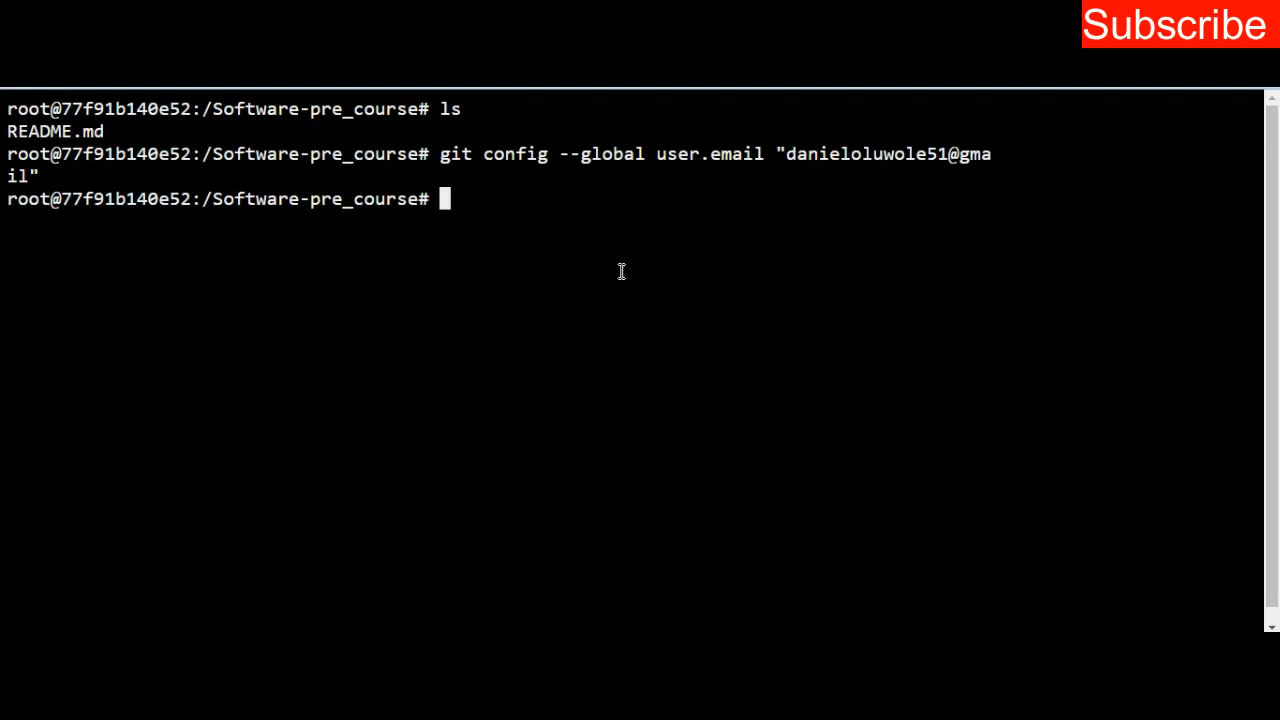 Subscribe
root@77f91b140e52:/Software-pre_course# ls
README.md
root@77f91b140e52:/Software-pre_course# git config --global user.email "danieloluwole51@gma
il"
root@77f91b140e52:/Software-pre_course#